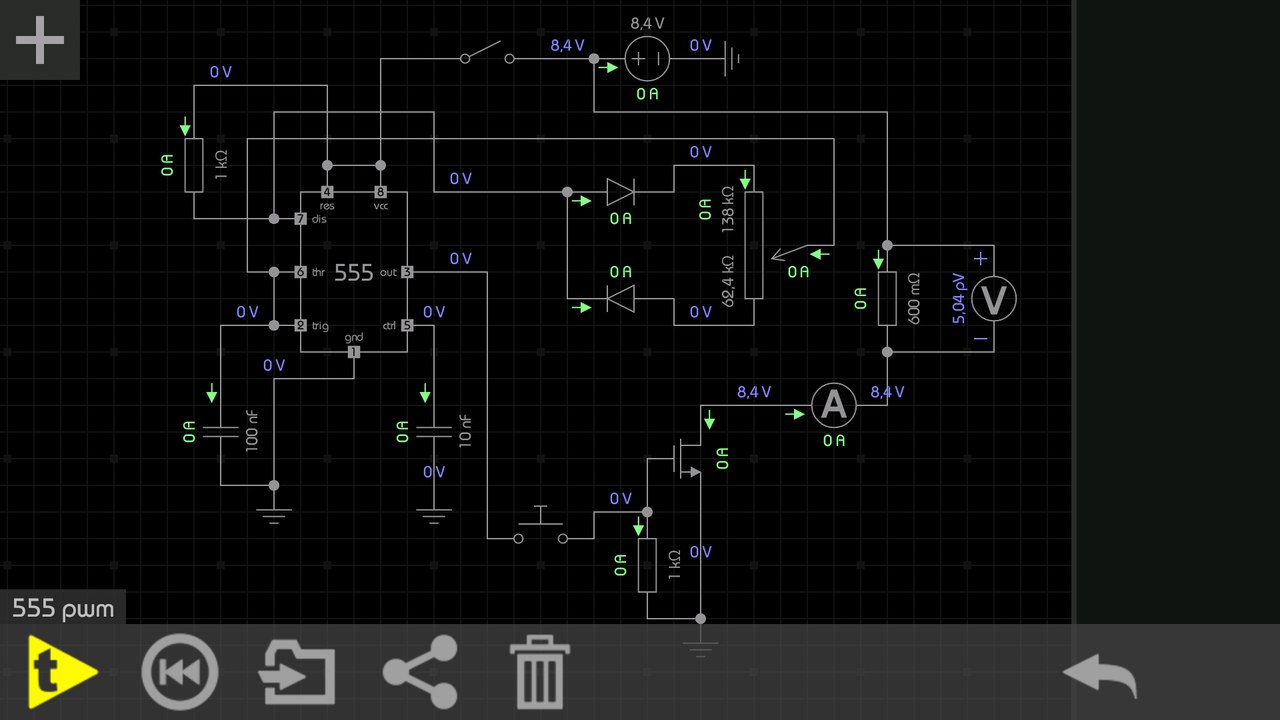 8,4 V
8,4 V
0 V
0 A
0 V
0 A
1 kΩ
4
8
res
vcc
7
dis
0 V
0 V
0 A
0 A
138 kΩ
6
thr
555
out
3
0 V
0 A
62,4 kΩ
0 A
0 V
0 V
2
trig
ctrl
5
0 V
gnd
1
0 A
600 mΩ
5,04 pV
+
V
−
0 V
0 A
100 nF
0 A
10 nF
0 V
8,4 V
A
8,4 V
0 A
0 A
0 V
0 A
1 kΩ
0 V
555 pwm
t